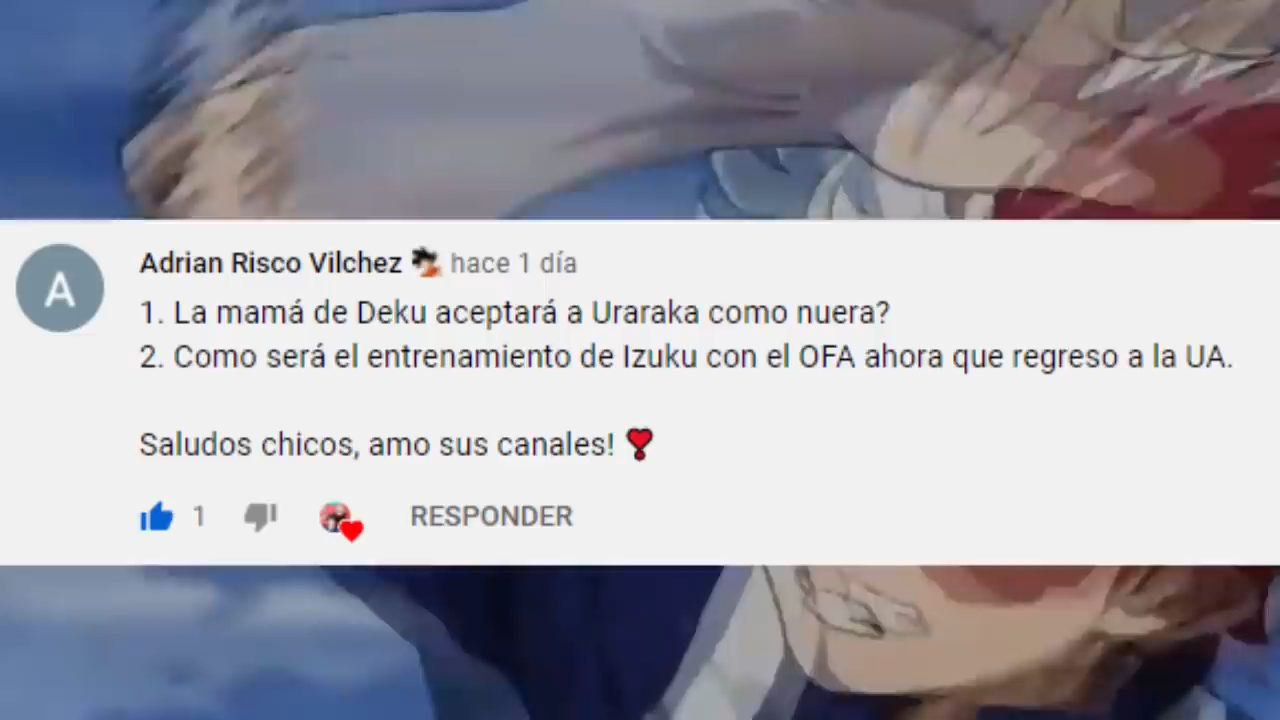 A
Adrian Risco Vilchez hace 1 día
1. La mamá de Deku aceptará a Uraraka como nuera?
2. Como será el entrenamiento de Izuku con el OFA ahora que regreso a la UA.
Saludos chicos, amo sus canales! ❣
1
RESPONDER